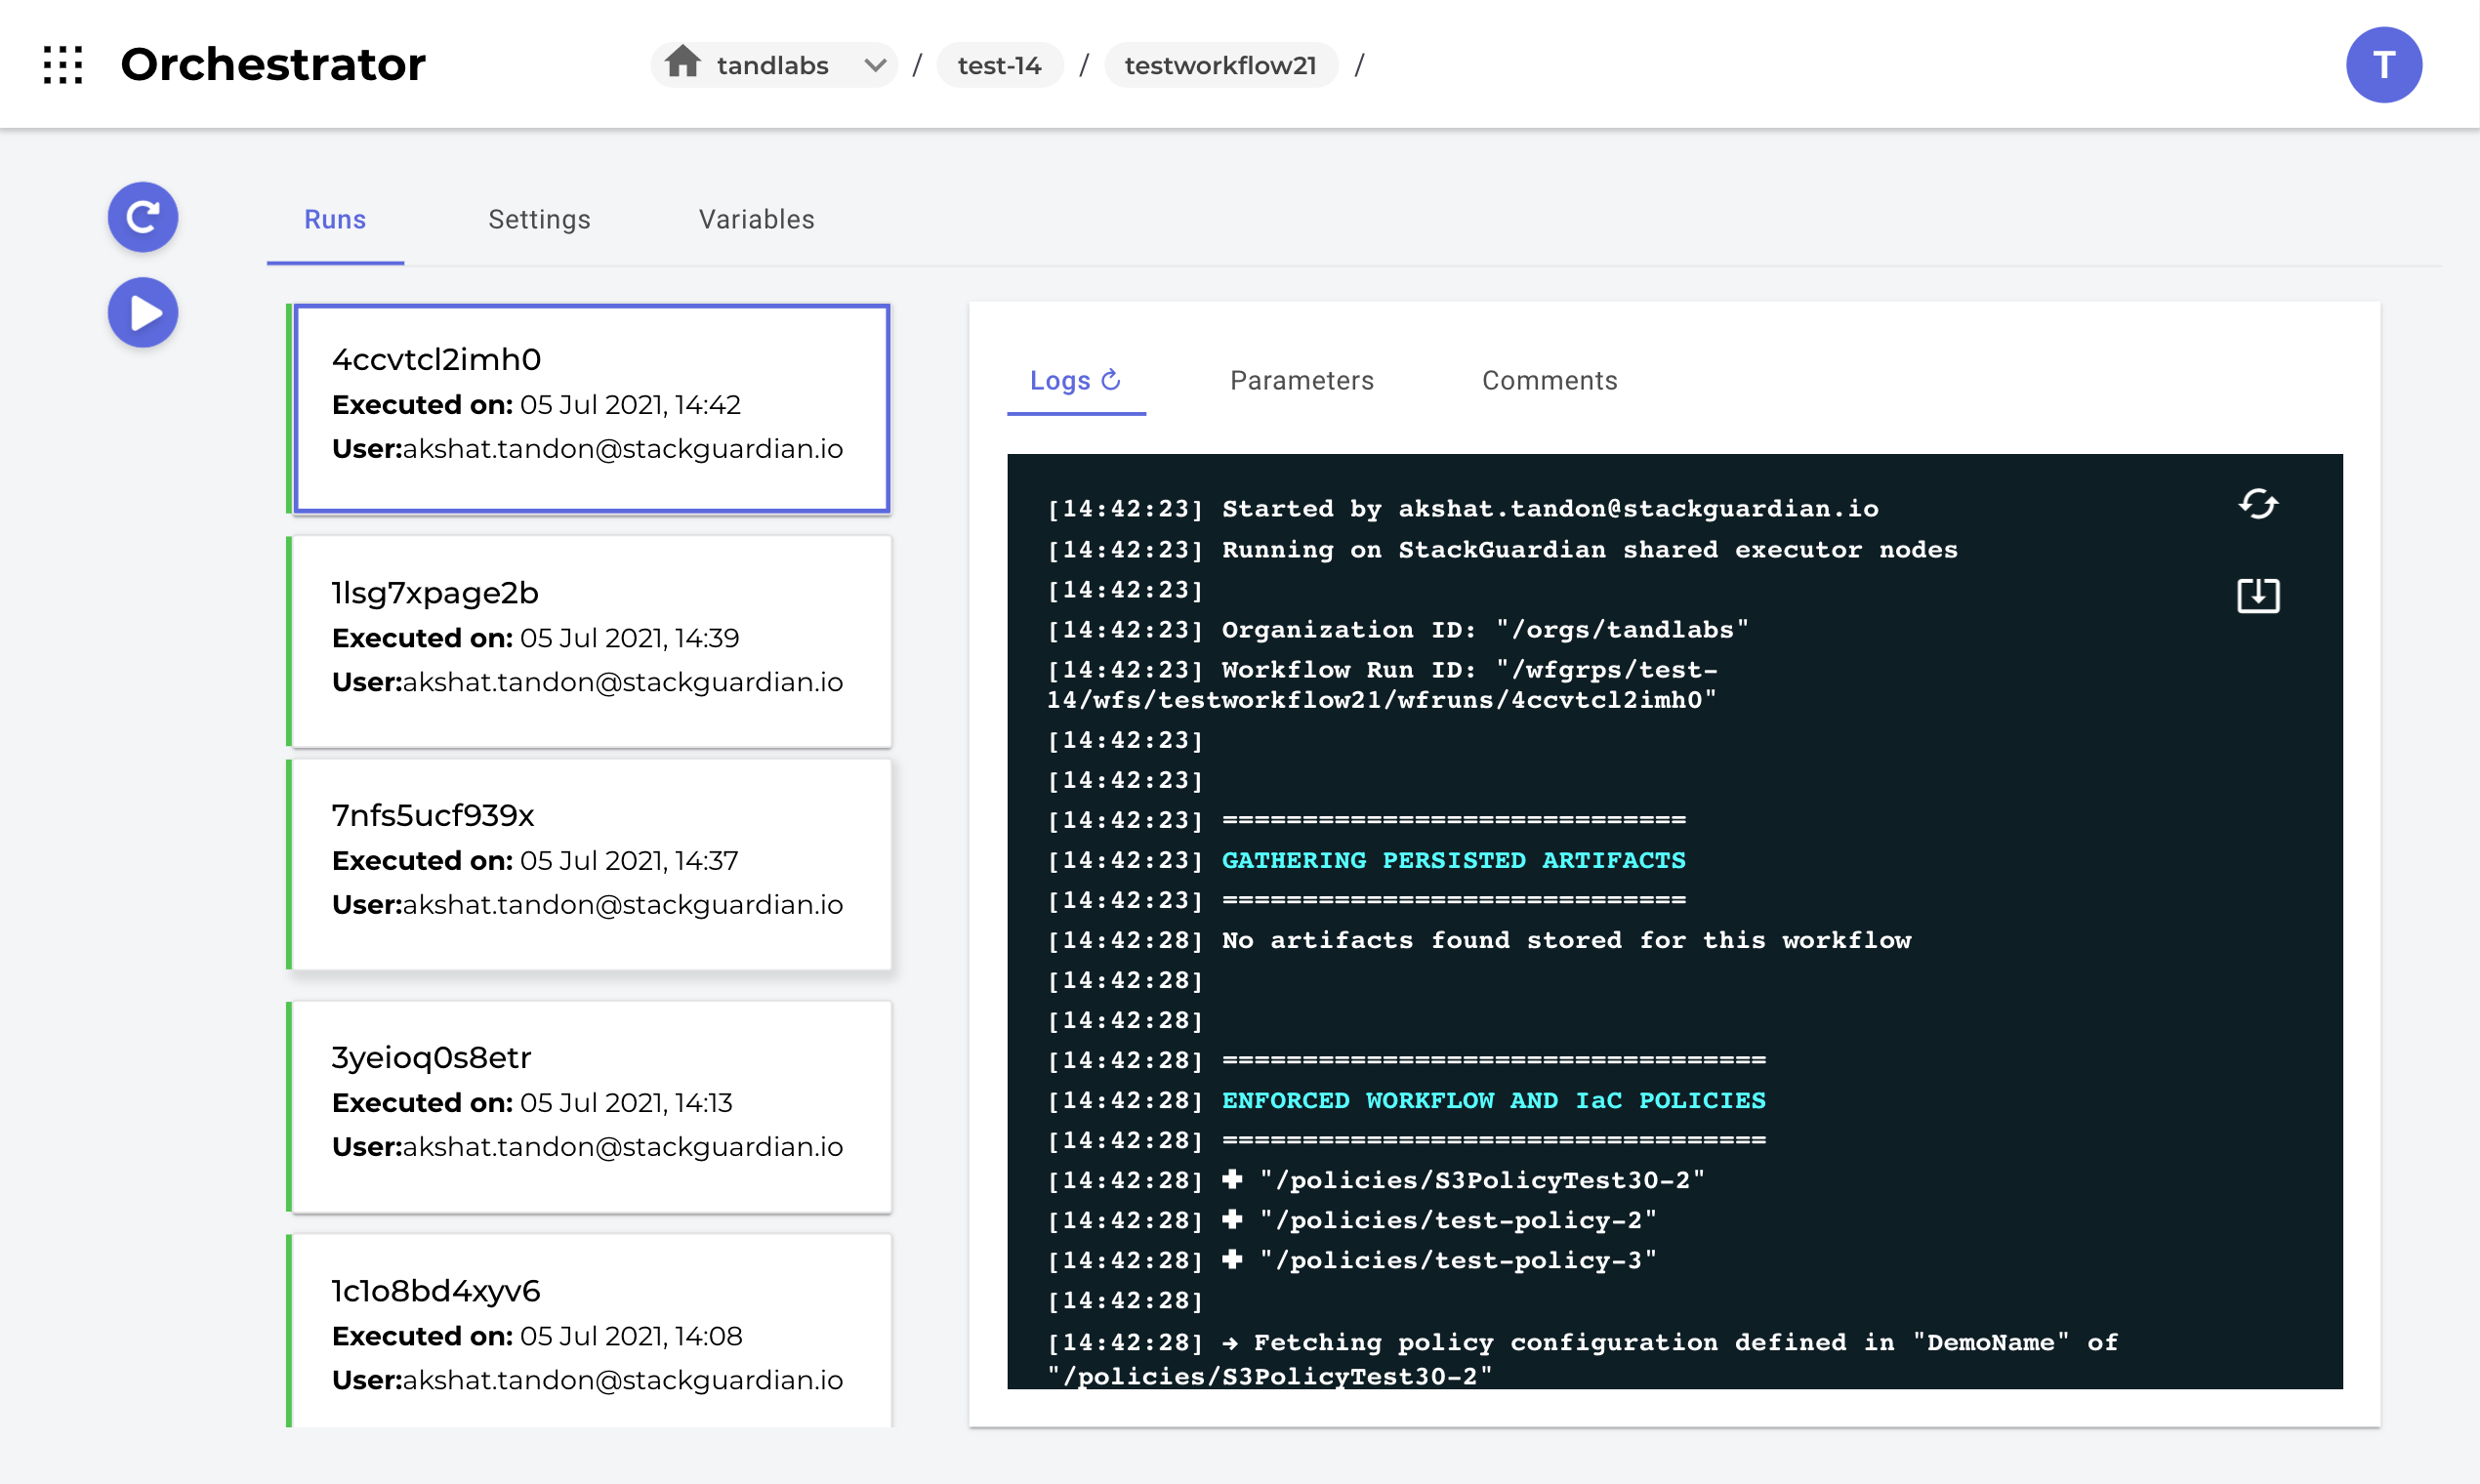 Orchestrator
tandlabs / test-14 / testworkflow21 /
T
Runs Settings Variables
4ccvtcl2imh0
Executed on: 05 Jul 2021, 14:42
User:akshat.tandon@stackguardian.io
1lsg7xpage2b
Executed on: 05 Jul 2021, 14:39
User:akshat.tandon@stackguardian.io
7nfs5ucf939x
Executed on: 05 Jul 2021, 14:37
User:akshat.tandon@stackguardian.io
3yeioq0s8etr
Executed on: 05 Jul 2021, 14:13
User:akshat.tandon@stackguardian.io
1c1o8bd4xyv6
Executed on: 05 Jul 2021, 14:08
User:akshat.tandon@stackguardian.io
Logs Parameters Comments
[14:42:23] Started by akshat.tandon@stackguardian.io
[14:42:23] Running on StackGuardian shared executor nodes
[14:42:23]
[14:42:23] Organization ID: "/orgs/tandlabs"
[14:42:23] Workflow Run ID: "/wfgrps/test-
14/wfs/testworkflow21/wfruns/4ccvtcl2imh0"
[14:42:23]
[14:42:23]
[14:42:23] =============================
[14:42:23] GATHERING PERSISTED ARTIFACTS
[14:42:23] =============================
[14:42:28] No artifacts found stored for this workflow
[14:42:28]
[14:42:28]
[14:42:28] ==================================
[14:42:28] ENFORCED WORKFLOW AND IaC POLICIES
[14:42:28] ==================================
[14:42:28] ✚ "/policies/S3PolicyTest30-2"
[14:42:28] ✚ "/policies/test-policy-2"
[14:42:28] ✚ "/policies/test-policy-3"
[14:42:28]
[14:42:28] → Fetching policy configuration defined in "DemoName" of
"/policies/S3PolicyTest30-2"